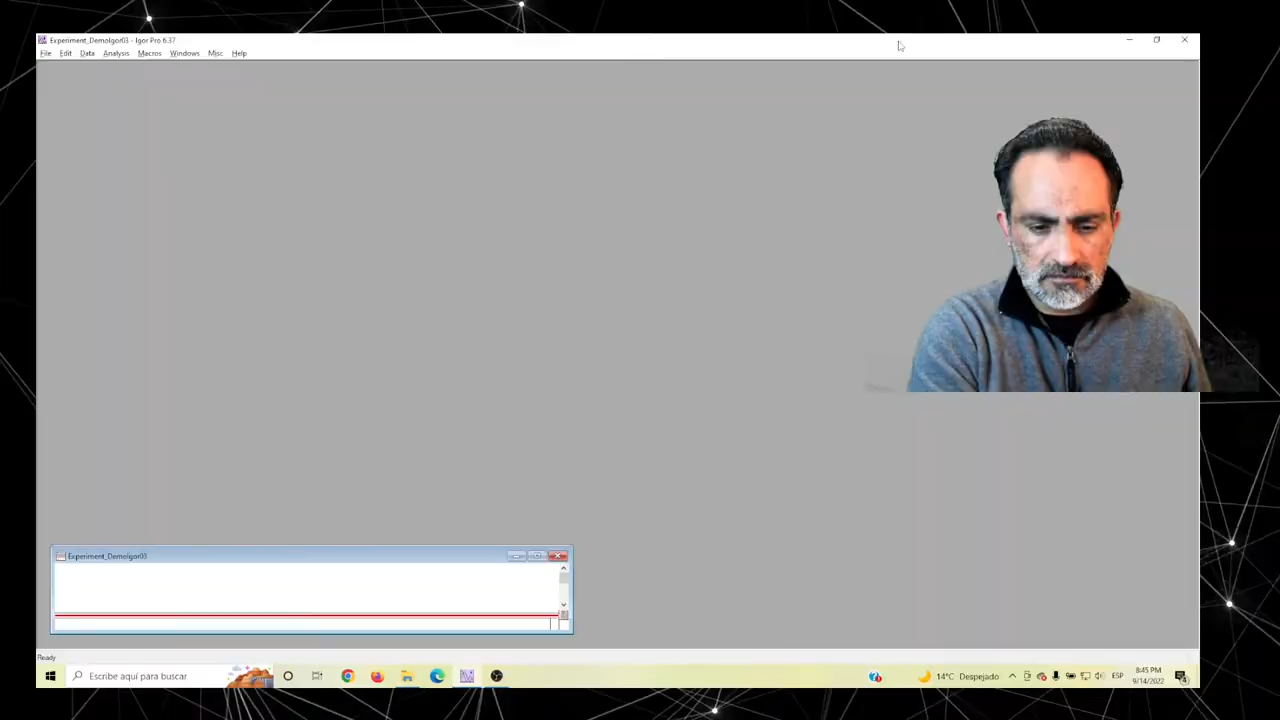 Experiment_DemoIgor03 - Igor Pro 6.37
File Edit Data Analysis Macros Windows Misc Help
Experiment_DemoIgor03
Ready
Escribe aquí para buscar
14°C Despejado
ESP
8:45 PM
9/14/2022